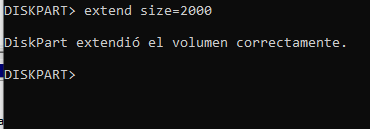 DISKPART> extend size=2000
DiskPart extendió el volumen correctamente.
DISKPART>